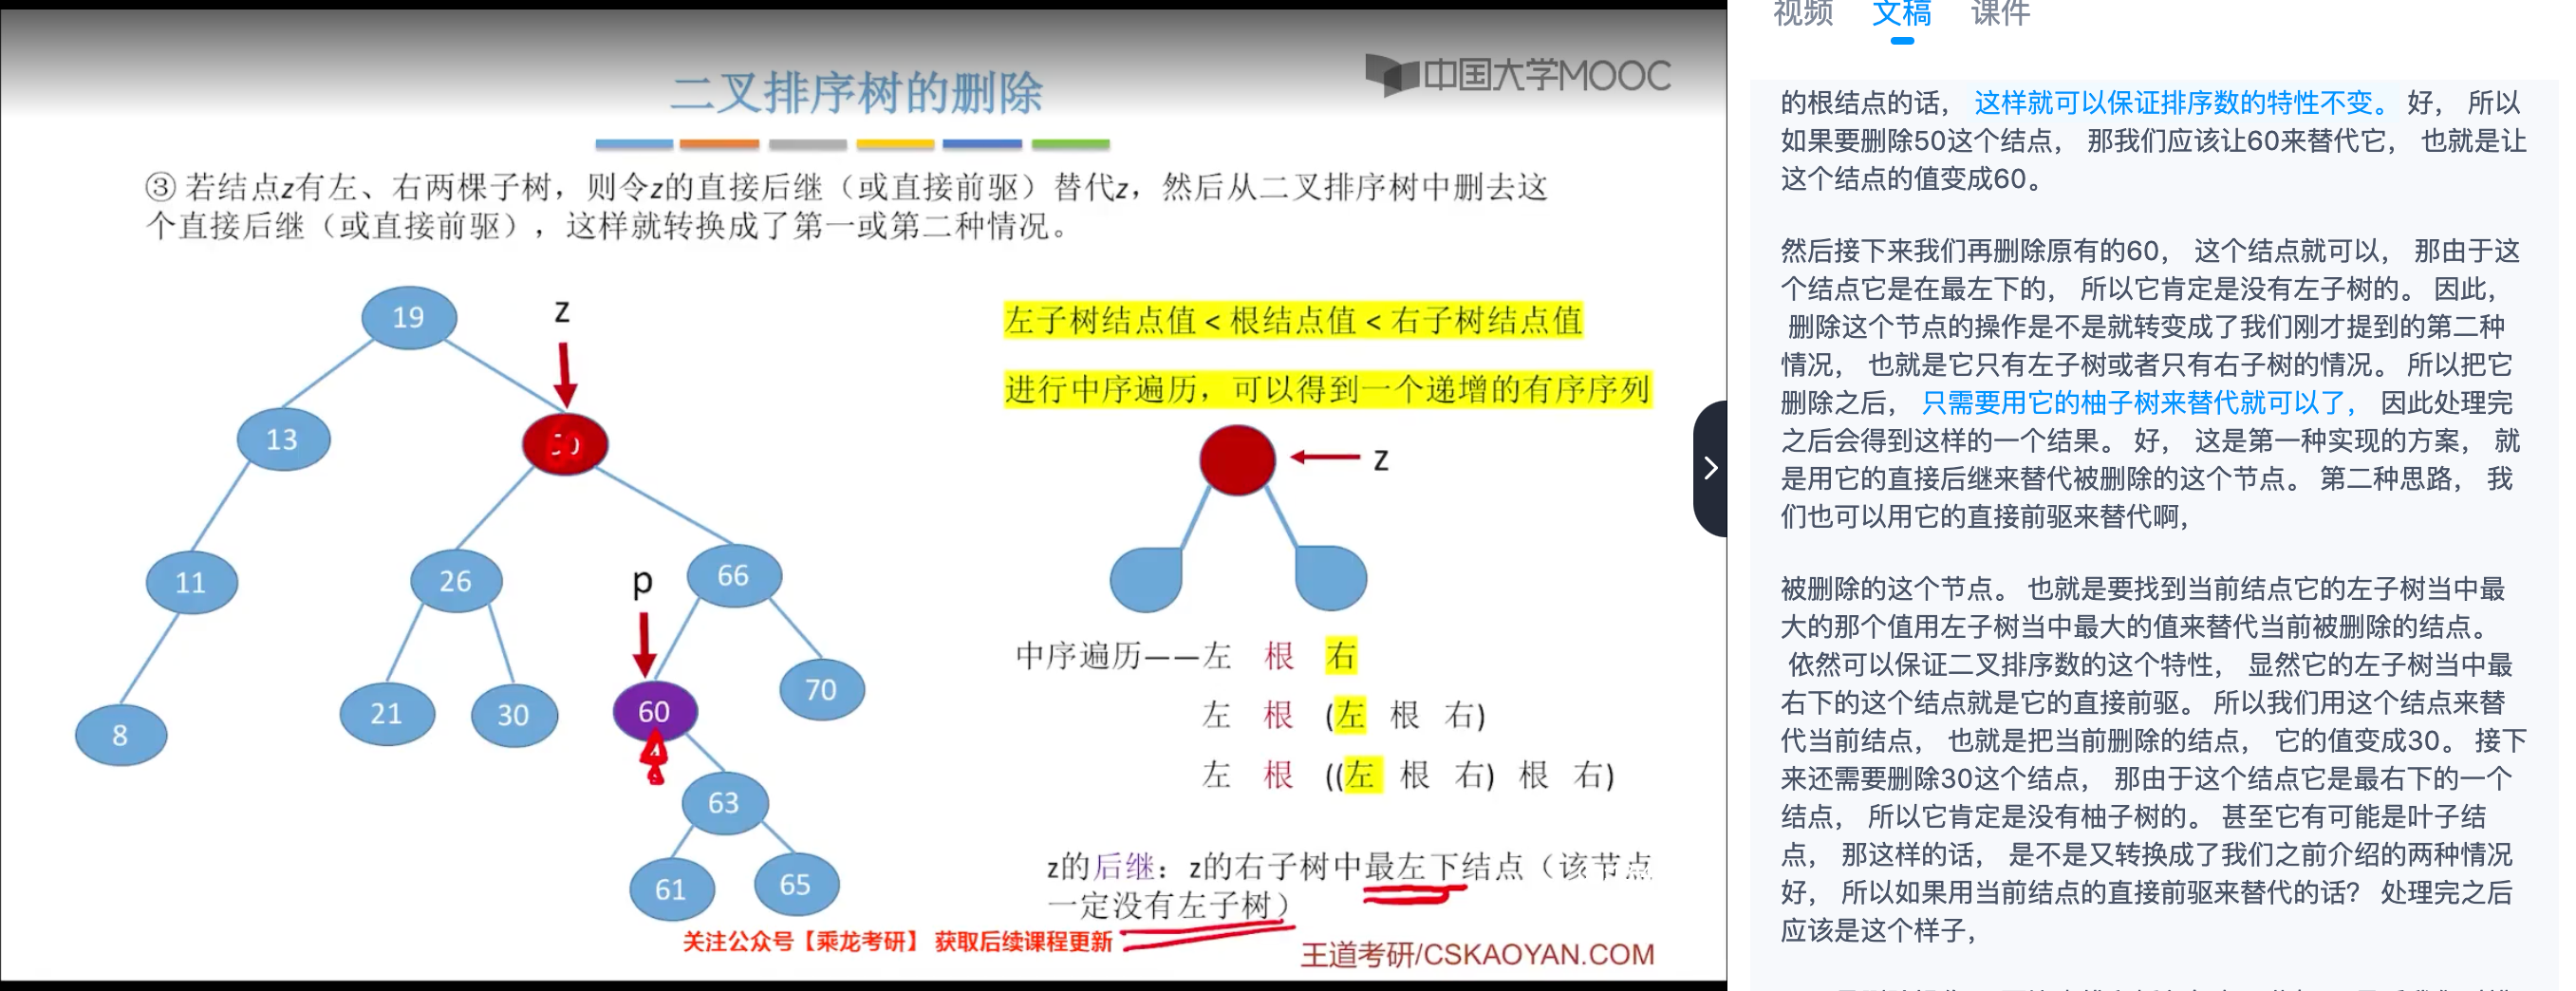 二叉排序树的删除
中国大学MOOC
③ 若结点z有左、右两棵子树，则令z的直接后继（或直接前驱）替代z，然后从二叉排序树中删去这
个直接后继（或直接前驱），这样就转换成了第一或第二种情况。
19
z
13
11
26
p
66
8
21
30
60
70
63
61
65
左子树结点值 < 根结点值 < 右子树结点值
进行中序遍历，可以得到一个递增的有序序列
z
中序遍历——左 根 右
左 根 (左 根 右)
左 根 ((左 根 右) 根 右)
z的后继：z的右子树中最左下结点（该节点
一定没有左子树）
关注公众号【乘龙考研】 获取后续课程更新
王道考研/CSKAOYAN.COM
视频 文稿 课件
的根结点的话， 这样就可以保证排序数的特性不变。 好， 所以
如果要删除50这个结点， 那我们应该让60来替代它， 也就是让
这个结点的值变成60。
然后接下来我们再删除原有的60， 这个结点就可以， 那由于这
个结点它是在最左下的， 所以它肯定是没有左子树的。 因此，
删除这个节点的操作是不是就转变成了我们刚才提到的第二种
情况， 也就是它只有左子树或者只有右子树的情况。 所以把它
删除之后， 只需要用它的柚子树来替代就可以了， 因此处理完
之后会得到这样的一个结果。 好， 这是第一种实现的方案， 就
是用它的直接后继来替代被删除的这个节点。 第二种思路， 我
们也可以用它的直接前驱来替代啊，
被删除的这个节点。 也就是要找到当前结点它的左子树当中最
大的那个值用左子树当中最大的值来替代当前被删除的结点。
依然可以保证二叉排序数的这个特性， 显然它的左子树当中最
右下的这个结点就是它的直接前驱。 所以我们用这个结点来替
代当前结点， 也就是把当前删除的结点， 它的值变成30。 接下
来还需要删除30这个结点， 那由于这个结点它是最右下的一个
结点， 所以它肯定是没有柚子树的。 甚至它有可能是叶子结
点， 那这样的话， 是不是又转换成了我们之前介绍的两种情况
好， 所以如果用当前结点的直接前驱来替代的话？ 处理完之后
应该是这个样子，